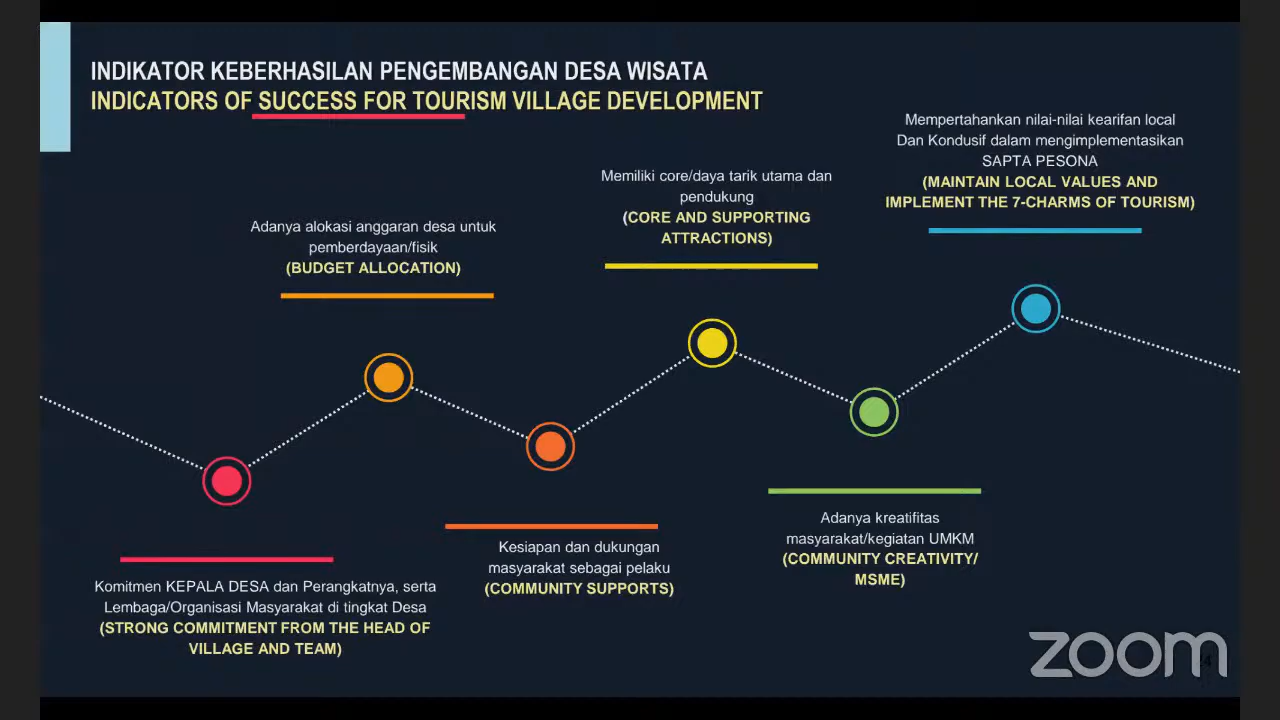 INDIKATOR KEBERHASILAN PENGEMBANGAN DESA WISATA
INDICATORS OF SUCCESS FOR TOURISM VILLAGE DEVELOPMENT
Mempertahankan nilai-nilai kearifan local
Dan Kondusif dalam mengimplementasikan
SAPTA PESONA
(MAINTAIN LOCAL VALUES AND
IMPLEMENT THE 7-CHARMS OF TOURISM)
Memiliki core/daya tarik utama dan
pendukung
(CORE AND SUPPORTING
ATTRACTIONS)
Adanya alokasi anggaran desa untuk
pemberdayaan/fisik
(BUDGET ALLOCATION)
Adanya kreatifitas
masyarakat/kegiatan UMKM
(COMMUNITY CREATIVITY/
MSME)
Kesiapan dan dukungan
masyarakat sebagai pelaku
(COMMUNITY SUPPORTS)
Komitmen KEPALA DESA dan Perangkatnya, serta
Lembaga/Organisasi Masyarakat di tingkat Desa
(STRONG COMMITMENT FROM THE HEAD OF
VILLAGE AND TEAM)
zoom